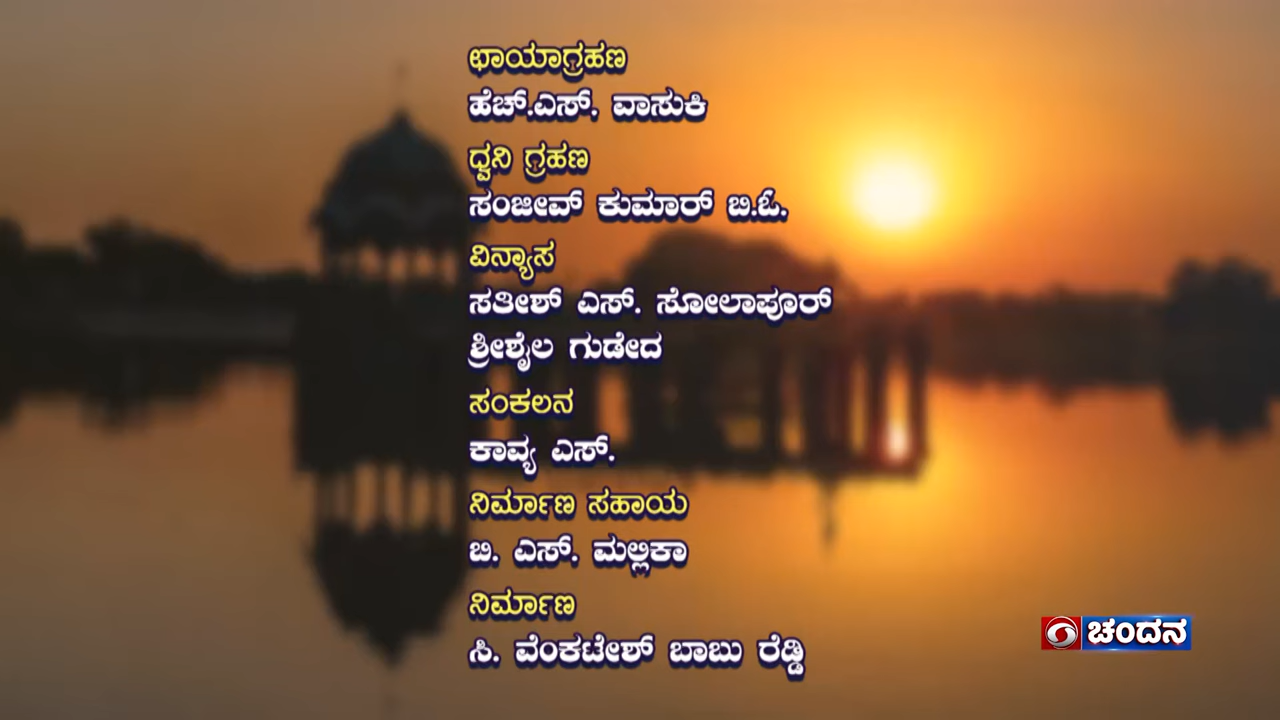 ಛಾಯಾಗ್ರಹಣ
ಹೆಚ್.ಎಸ್. ವಾಸುಕಿ
ಧ್ವನಿ ಗ್ರಹಣ
ಸಂಜೀವ್ ಕುಮಾರ್ ಬಿ.ಓ.
ವಿನ್ಯಾಸ
ಸತೀಶ್ ಎಸ್. ಸೋಲಾಪೂರ್
ಶ್ರೀಶೈಲ ಗುಡೇದ
ಸಂಕಲನ
ಕಾವ್ಯ ಎಸ್.
ನಿರ್ಮಾಣ ಸಹಾಯ
ಬಿ. ಎಸ್. ಮಲ್ಲಿಕಾ
ನಿರ್ಮಾಣ
ಸಿ. ವೆಂಕಟೇಶ್ ಬಾಬು ರೆಡ್ಡಿ
ಚಂದನ